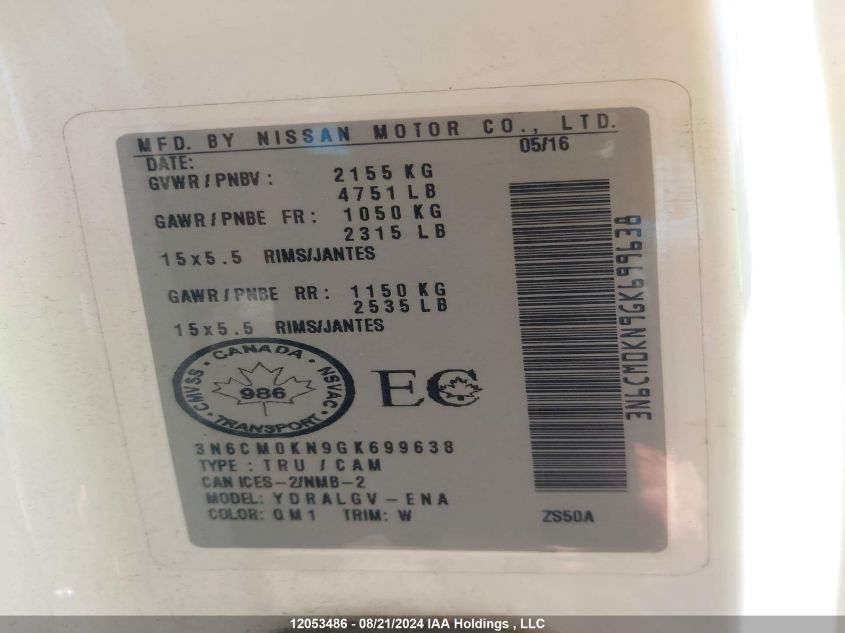 MFD. BY NISSAN MOTOR CO., LTD.
DATE: 05/16
GVWR/PNBV: 2155 KG
4751 LB
GAWR/PNBE FR: 1050 KG
2315 LB
15x5.5 RIMS/JANTES
GAWR/PNBE RR: 1150 KG
2535 LB
15x5.5 RIMS/JANTES
CANADA
CMVSS · NSVAC
986
TRANSPORT
EC
3N6CM0KN9GK699638
TYPE: TRU / CAM
CAN ICES-2/NMB-2
MODEL: YDRALGV-ENA
COLOR: QM1 TRIM: W
ZS50A
3N6CM0KN9GK699638
12053486 - 08/21/2024 IAA Holdings , LLC